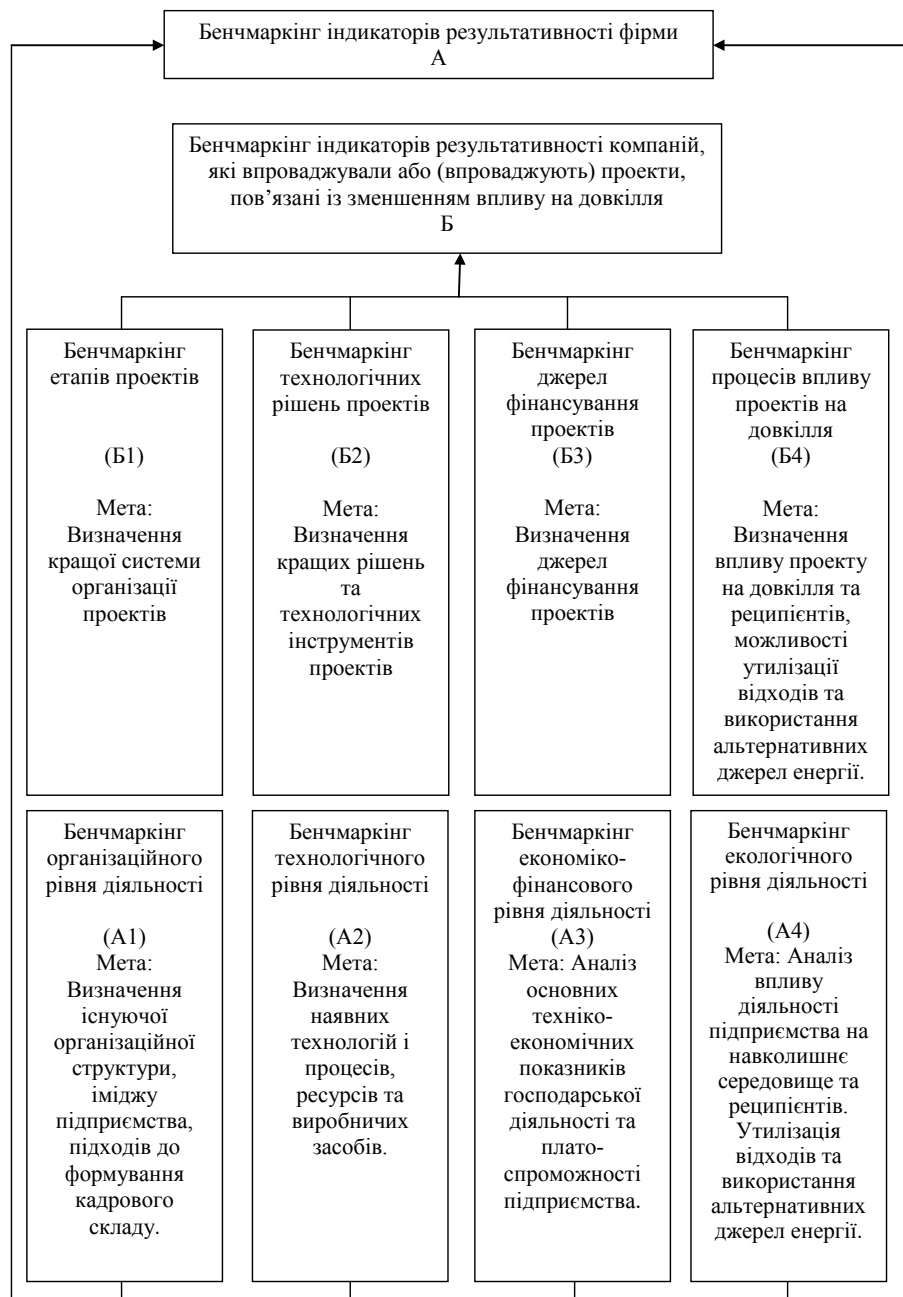 Бенчмаркінг індикаторів результативності фірми
А
Бенчмаркінг індикаторів результативності компаній,
які впроваджували або (впроваджують) проекти,
пов’язані із зменшенням впливу на довкілля
Б
Бенчмаркінг
етапів проектів
(Б1)
Мета:
Визначення
кращої системи
організації
проектів
Бенчмаркінг
технологічних
рішень проектів
(Б2)
Мета:
Визначення
кращих рішень
та
технологічних
інструментів
проектів
Бенчмаркінг
джерел
фінансування
проектів
(Б3)
Мета:
Визначення
джерел
фінансування
проектів
Бенчмаркінг
процесів впливу
проектів на
довкілля
(Б4)
Мета:
Визначення
впливу проекту
на довкілля та
реципієнтів,
можливості
утилізації
відходів та
використання
альтернативних
джерел енергії.
Бенчмаркінг
організаційного
рівня діяльності
(А1)
Мета:
Визначення
існуючої
організаційної
структури,
іміджу
підприємства,
підходів до
формування
кадрового
складу.
Бенчмаркінг
технологічного
рівня діяльності
(А2)
Мета:
Визначення
наявних
технологій і
процесів,
ресурсів та
виробничих
засобів.
Бенчмаркінг
економіко-
фінансового
рівня діяльності
(А3)
Мета: Аналіз
основних
техніко-
економічних
показників
господарської
діяльності та
плато-
спроможності
підприємства.
Бенчмаркінг
екологічного
рівня діяльності
(А4)
Мета: Аналіз
впливу
діяльності
підприємства на
навколишнє
середовище та
реципієнтів.
Утилізація
відходів та
використання
альтернативних
джерел енергії.